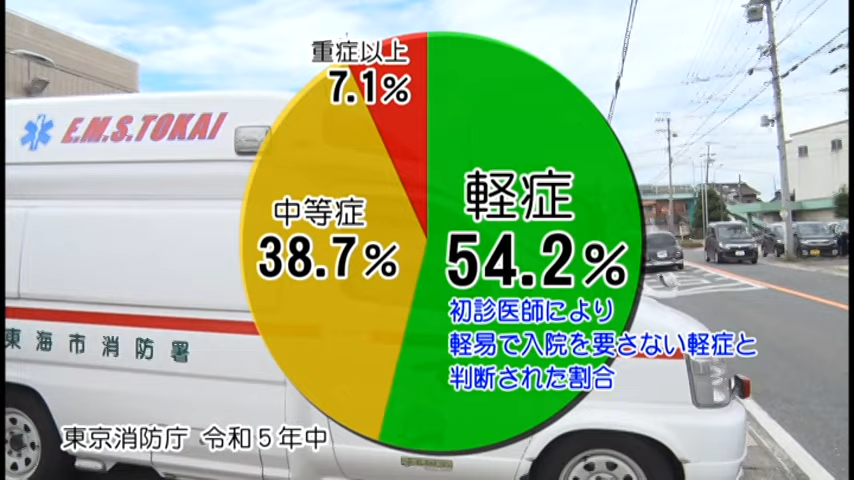 重症以上
7.1%
E.M.S.TOKAI
中等症
38.7%
軽症
54.2%
初診医師により
軽易で入院を要さない軽症と
判断された割合
東海市消防署
東京消防庁 令和5年中